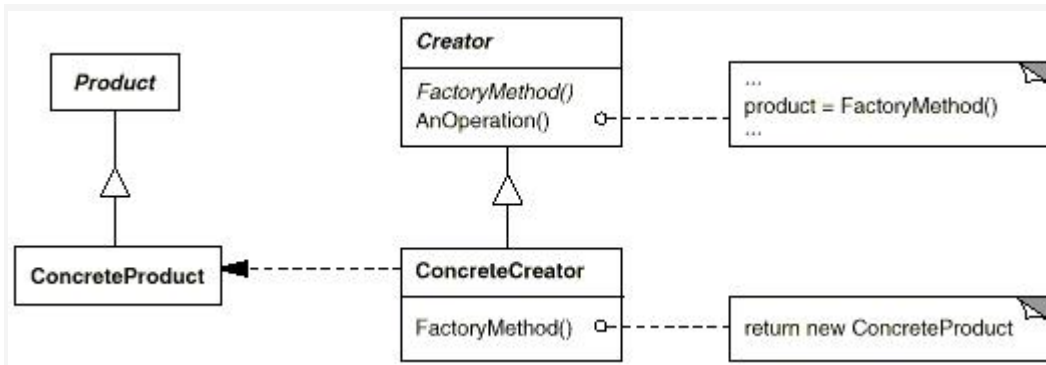 Product
Creator
FactoryMethod()
AnOperation()
...
product = FactoryMethod()
...
ConcreteProduct
ConcreteCreator
FactoryMethod()
return new ConcreteProduct